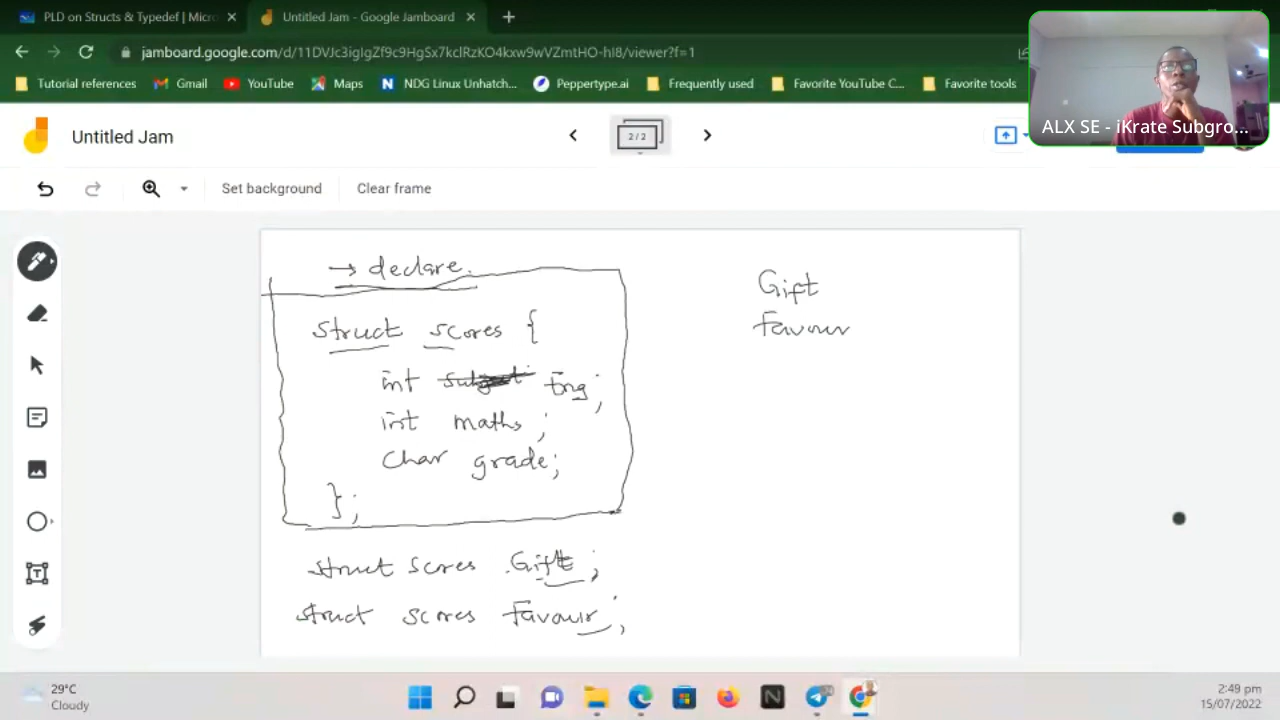 PLD on Structs & Typedef | Micro
Untitled Jam - Google Jamboard
jamboard.google.com/d/11DVJc3igIgZf9c9HgSx7kclRzKO4kxw9wVZmtHO-hI8/viewer?f=1
Tutorial references
Gmail
YouTube
Maps
NDG Linux Unhatch...
Peppertype.ai
Frequently used
Favorite YouTube C...
Favorite tools
ALX SE - iKrate Subgro...
Untitled Jam
2/2
Set background
Clear frame
→ declare.
struct scores {
int Eng;
int maths;
char grade;
};
struct scores Gift;
struct scores Favour;
Gift
Favour
29°C
Cloudy
2:49 pm
15/07/2022